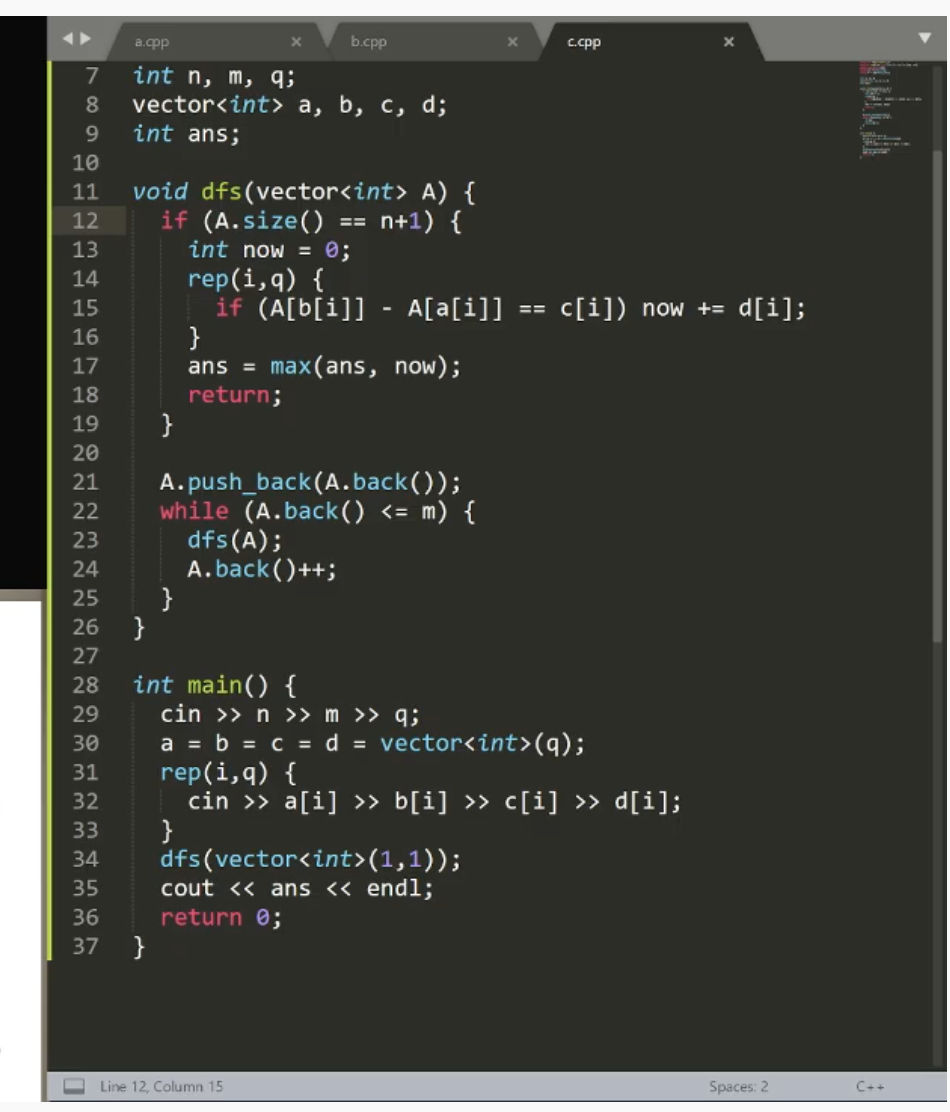 a.cpp × b.cpp × c.cpp ×
7 int n, m, q;
8 vector<int> a, b, c, d;
9 int ans;
10
11 void dfs(vector<int> A) {
12   if (A.size() == n+1) {
13     int now = 0;
14     rep(i,q) {
15       if (A[b[i]] - A[a[i]] == c[i]) now += d[i];
16     }
17     ans = max(ans, now);
18     return;
19   }
20
21   A.push_back(A.back());
22   while (A.back() <= m) {
23     dfs(A);
24     A.back()++;
25   }
26 }
27
28 int main() {
29   cin >> n >> m >> q;
30   a = b = c = d = vector<int>(q);
31   rep(i,q) {
32     cin >> a[i] >> b[i] >> c[i] >> d[i];
33   }
34   dfs(vector<int>(1,1));
35   cout << ans << endl;
36   return 0;
37 }
Line 12, Column 15 Spaces: 2 C++